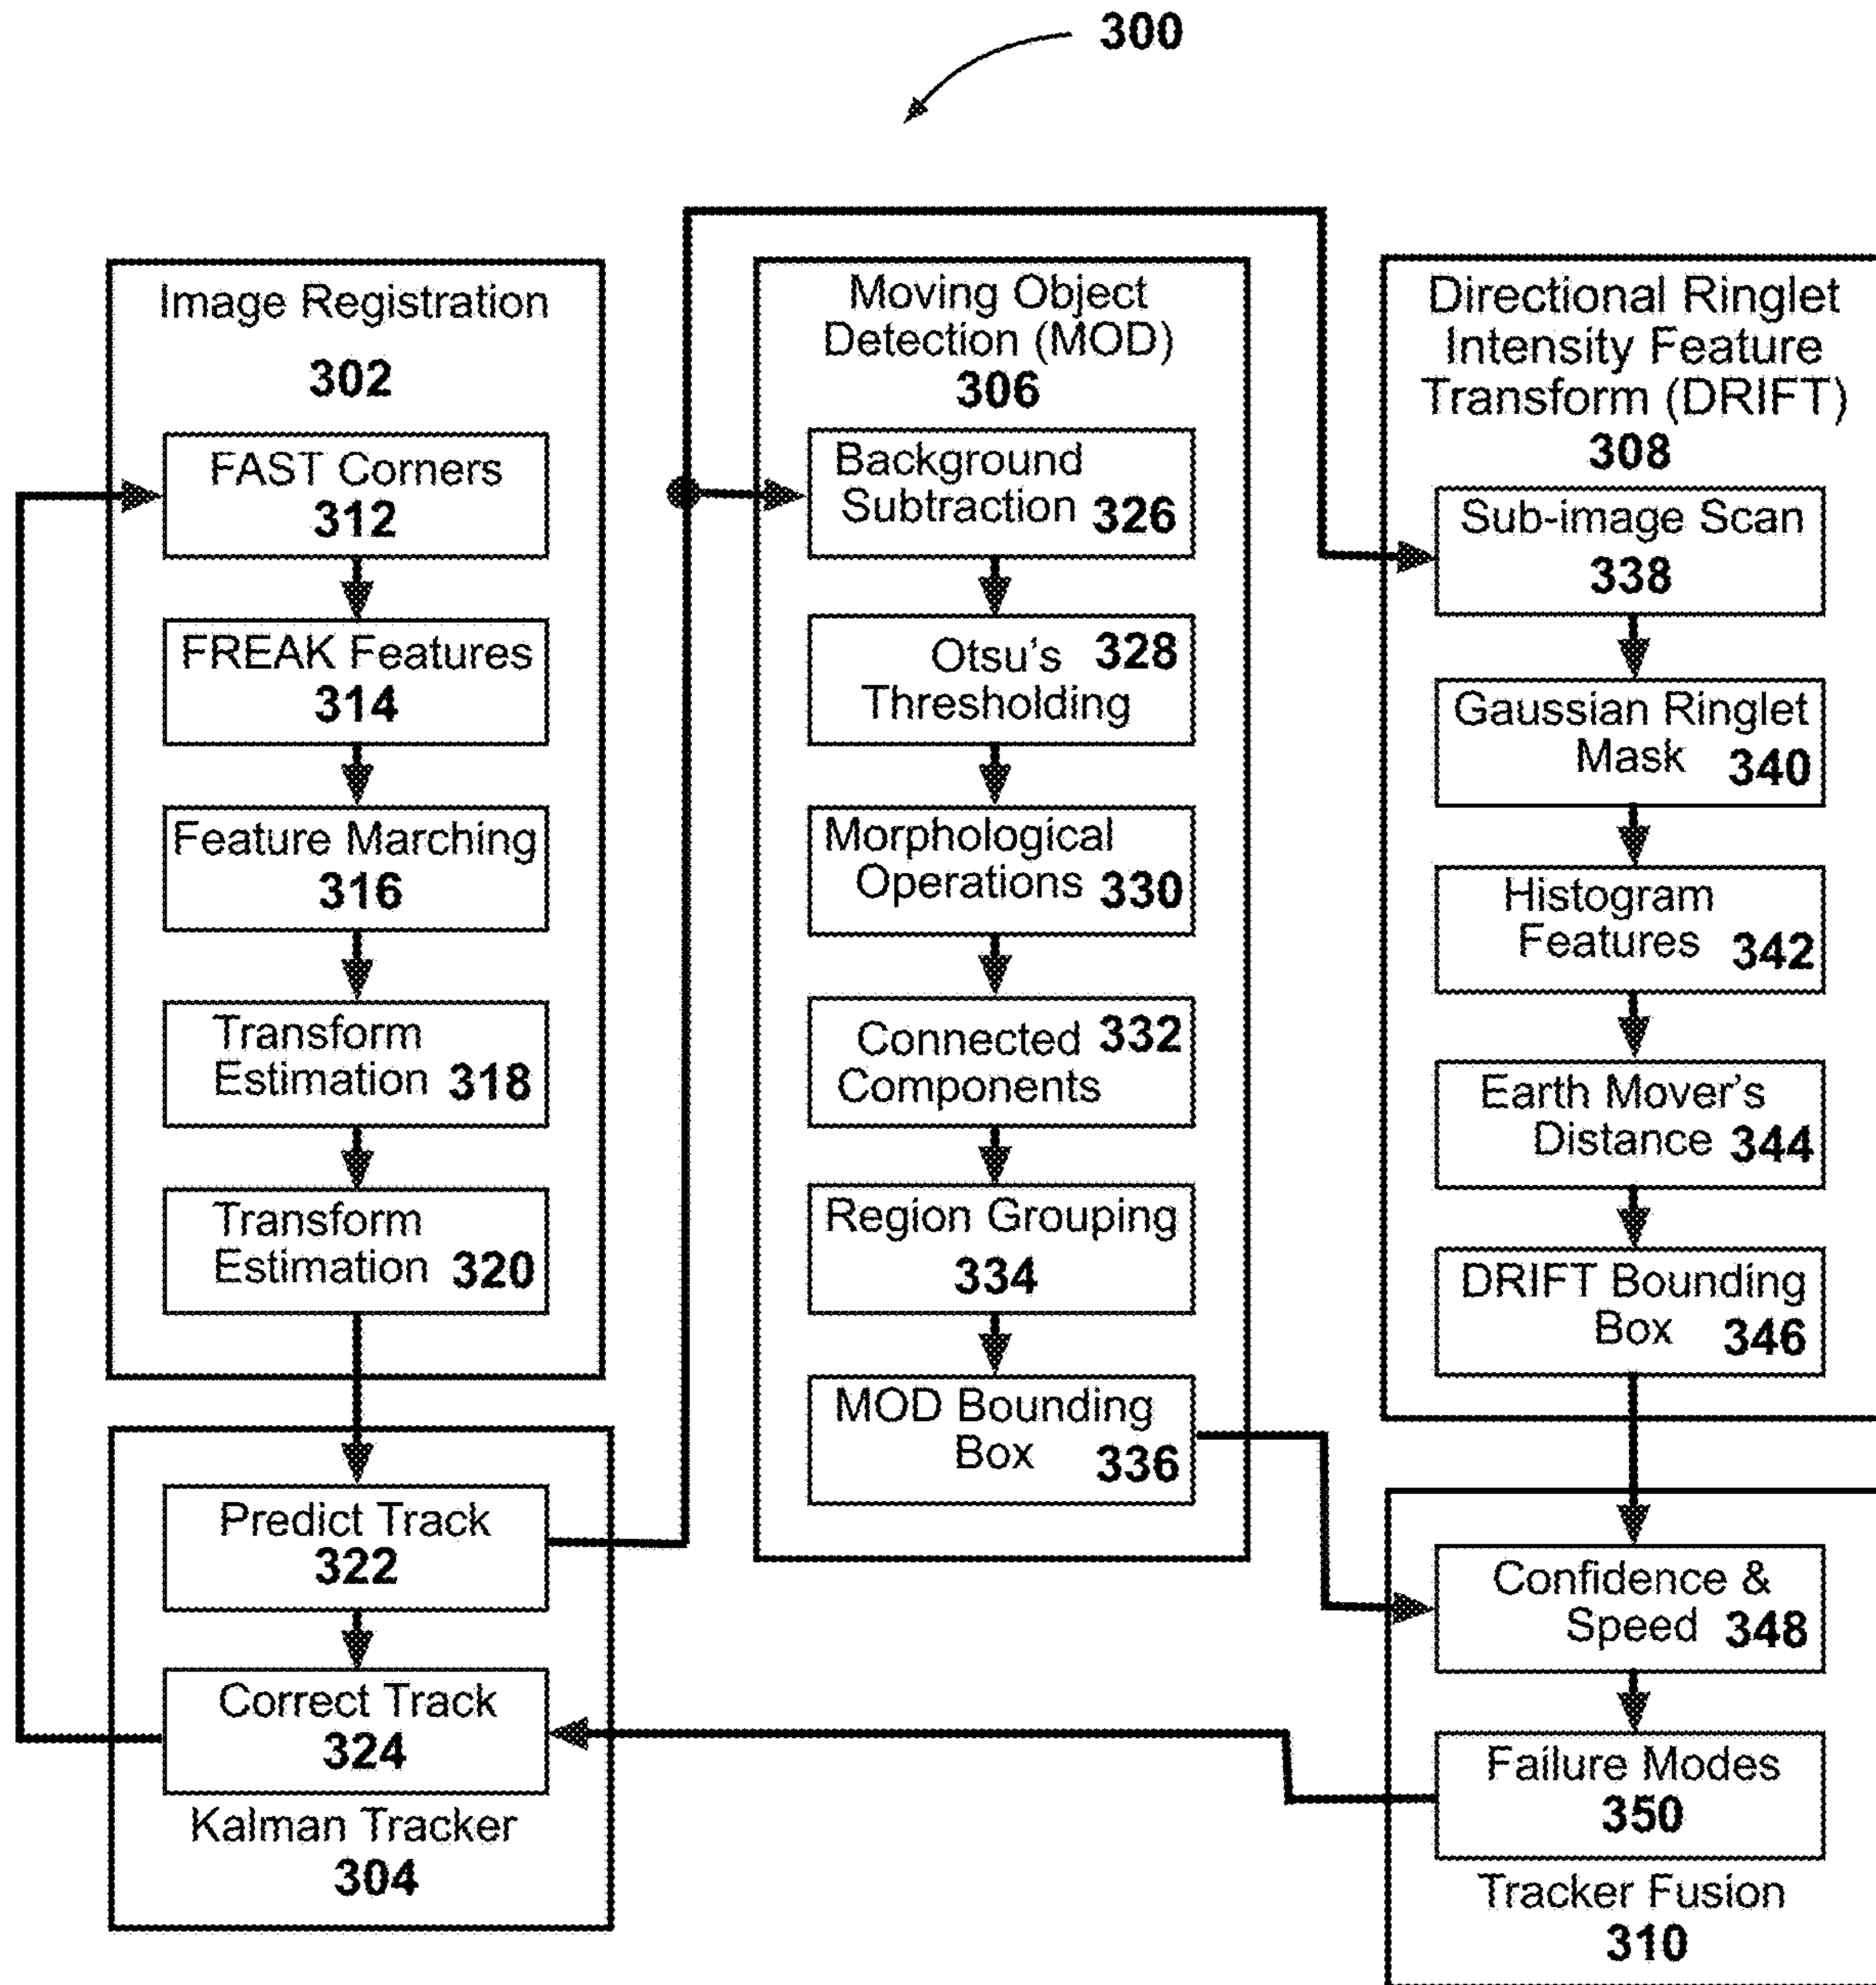 300
Image Registration
302
FAST Corners
312
FREAK Features
314
Feature Marching
316
Transform
Estimation 318
Transform
Estimation 320
Predict Track
322
Correct Track
324
Kalman Tracker
304
Moving Object
Detection (MOD)
306
Background
Subtraction 326
Otsu's 328
Thresholding
Morphological
Operations 330
Connected 332
Components
Region Grouping
334
MOD Bounding
Box 336
Directional Ringlet
Intensity Feature
Transform (DRIFT)
308
Sub-image Scan
338
Gaussian Ringlet
Mask 340
Histogram
Features 342
Earth Mover's
Distance 344
DRIFT Bounding
Box 346
Confidence &
Speed 348
Failure Modes
350
Tracker Fusion
310